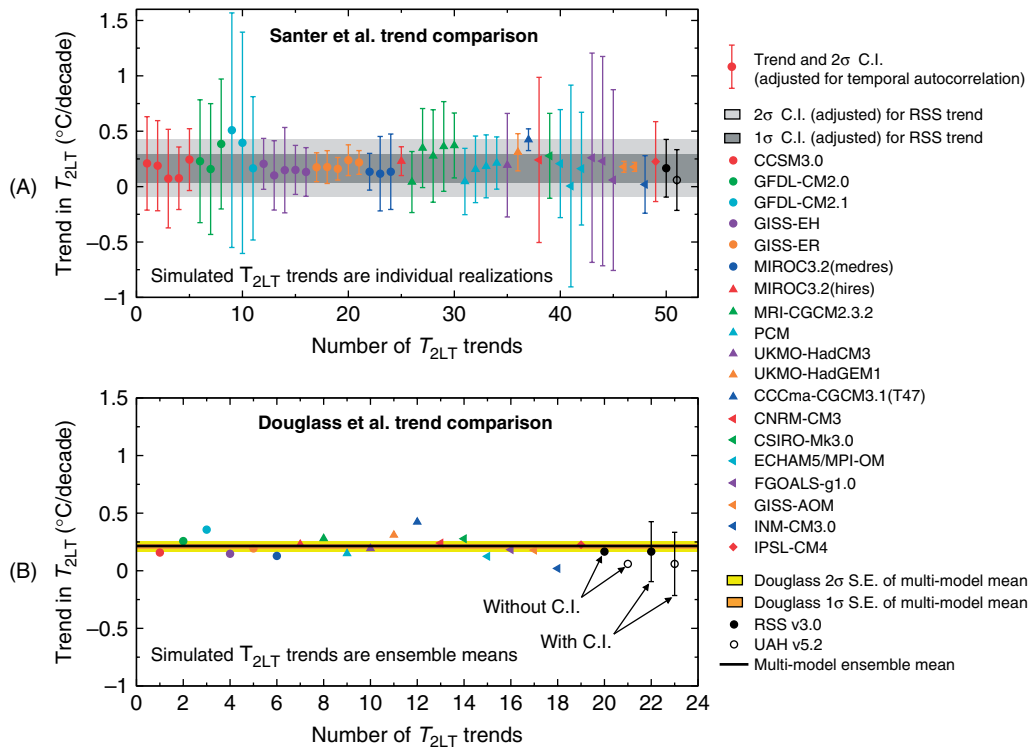 (A)
Trend in T2LT (°C/decade)
1.5
1
0.5
0
−0.5
−1
Santer et al. trend comparison
Simulated T2LT trends are individual realizations
0 10 20 30 40 50
Number of T2LT trends
(B)
Trend in T2LT (°C/decade)
1.5
1
0.5
0
−0.5
−1
Douglass et al. trend comparison
Without C.I.
With C.I.
Simulated T2LT trends are ensemble means
0 2 4 6 8 10 12 14 16 18 20 22 24
Number of T2LT trends
Trend and 2σ C.I.
(adjusted for temporal autocorrelation)
2σ C.I. (adjusted) for RSS trend
1σ C.I. (adjusted) for RSS trend
CCSM3.0
GFDL-CM2.0
GFDL-CM2.1
GISS-EH
GISS-ER
MIROC3.2(medres)
MIROC3.2(hires)
MRI-CGCM2.3.2
PCM
UKMO-HadCM3
UKMO-HadGEM1
CCCma-CGCM3.1(T47)
CNRM-CM3
CSIRO-Mk3.0
ECHAM5/MPI-OM
FGOALS-g1.0
GISS-AOM
INM-CM3.0
IPSL-CM4
Douglass 2σ S.E. of multi-model mean
Douglass 1σ S.E. of multi-model mean
RSS v3.0
UAH v5.2
Multi-model ensemble mean